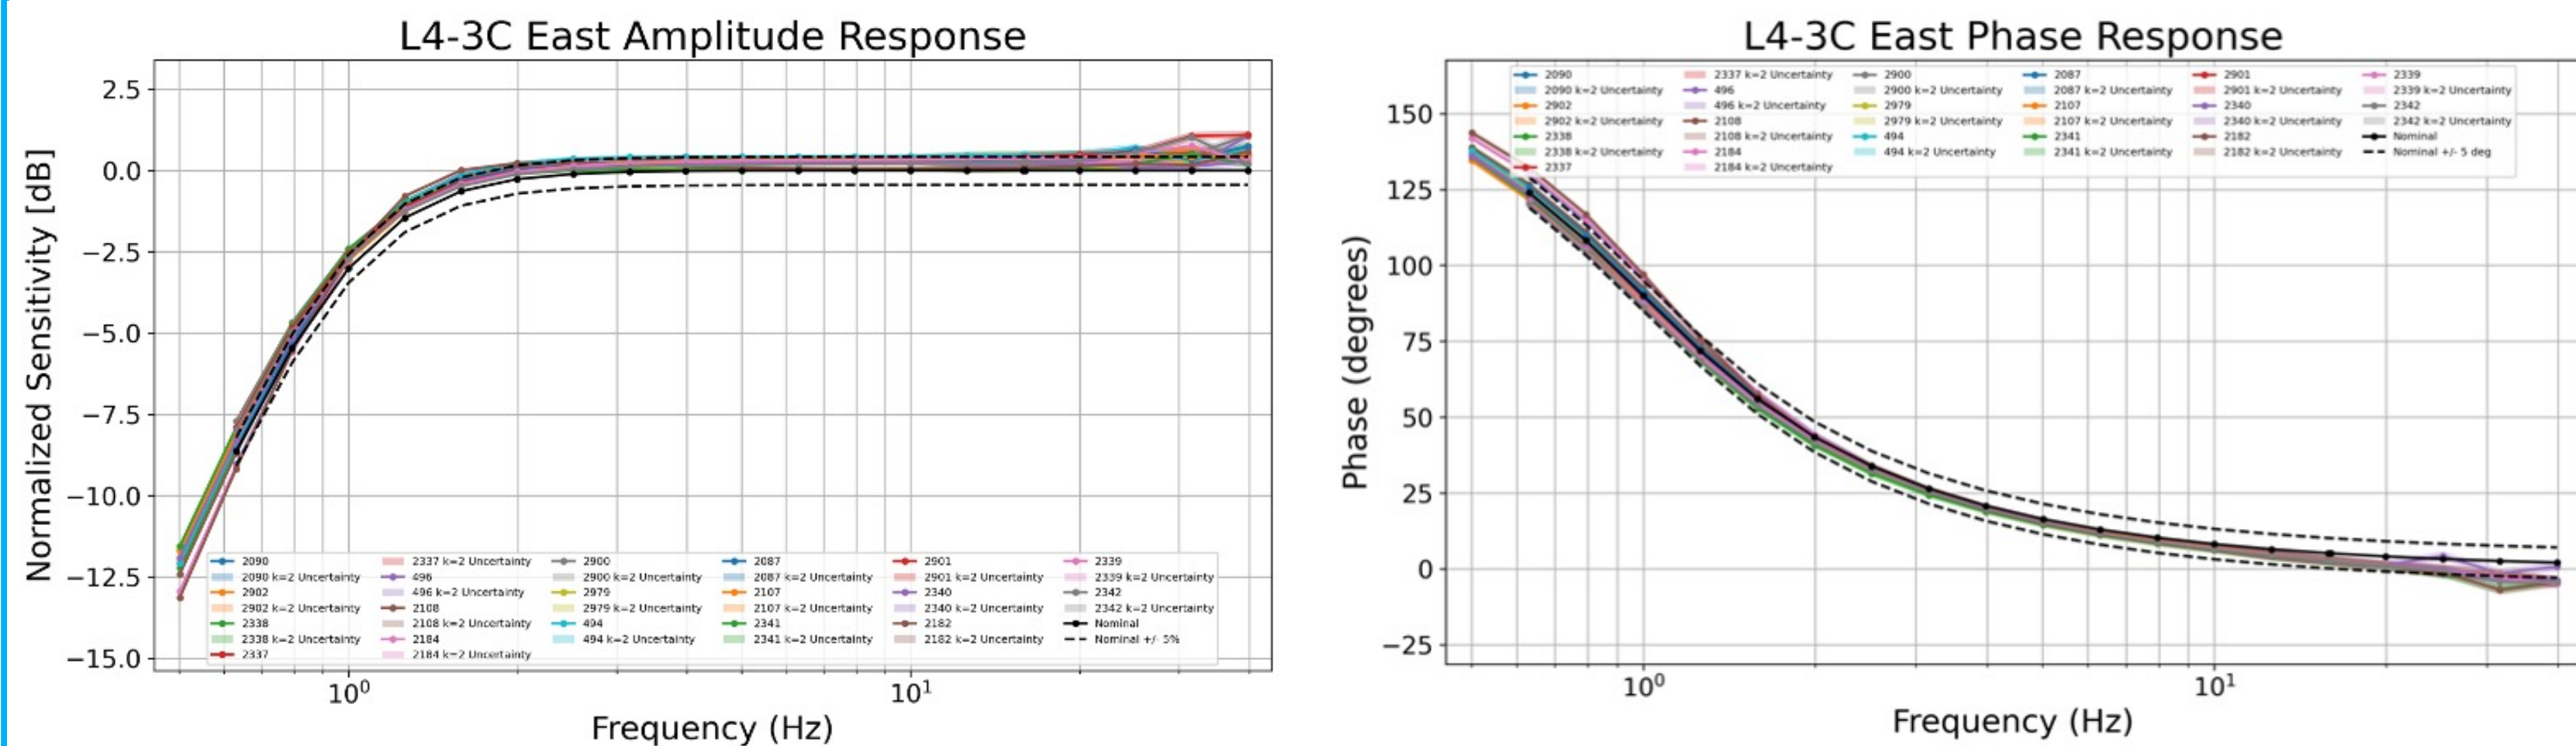 L4-3C East Amplitude Response
Normalized Sensitivity [dB]
2.5
0.0
−2.5
−5.0
−7.5
−10.0
−12.5
−15.0
2090
2090 k=2 Uncertainty
2902
2902 k=2 Uncertainty
2338
2338 k=2 Uncertainty
2337
2337 k=2 Uncertainty
496
496 k=2 Uncertainty
2108
2108 k=2 Uncertainty
2184
2184 k=2 Uncertainty
2900
2900 k=2 Uncertainty
2979
2979 k=2 Uncertainty
494
494 k=2 Uncertainty
2087
2087 k=2 Uncertainty
2107
2107 k=2 Uncertainty
2341
2341 k=2 Uncertainty
2901
2901 k=2 Uncertainty
2340
2340 k=2 Uncertainty
2182
2182 k=2 Uncertainty
2339
2339 k=2 Uncertainty
2342
2342 k=2 Uncertainty
Nominal
Nominal +/- 5%
10⁰ 10¹
Frequency (Hz)
L4-3C East Phase Response
Phase (degrees)
150
125
100
75
50
25
0
−25
2090
2090 k=2 Uncertainty
2902
2902 k=2 Uncertainty
2338
2338 k=2 Uncertainty
2337
2337 k=2 Uncertainty
496
496 k=2 Uncertainty
2108
2108 k=2 Uncertainty
2184
2184 k=2 Uncertainty
2900
2900 k=2 Uncertainty
2979
2979 k=2 Uncertainty
494
494 k=2 Uncertainty
2087
2087 k=2 Uncertainty
2107
2107 k=2 Uncertainty
2341
2341 k=2 Uncertainty
2901
2901 k=2 Uncertainty
2340
2340 k=2 Uncertainty
2182
2182 k=2 Uncertainty
2339
2339 k=2 Uncertainty
2342
2342 k=2 Uncertainty
Nominal
Nominal +/- 5 deg
10⁰ 10¹
Frequency (Hz)